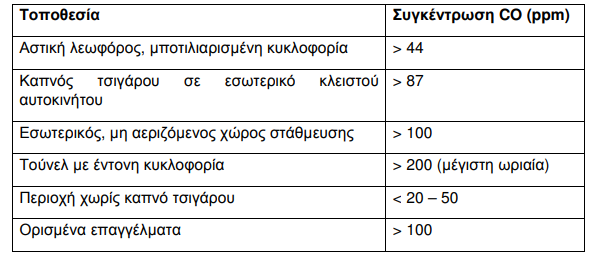 Τοποθεσία Συγκέντρωση CO (ppm)
Αστική λεωφόρος, μποτιλιαρισμένη κυκλοφορία > 44
Καπνός τσιγάρου σε εσωτερικό κλειστού > 87
αυτοκινήτου
Εσωτερικός, μη αεριζόμενος χώρος στάθμευσης > 100
Τούνελ με έντονη κυκλοφορία > 200 (μέγιστη ωριαία)
Περιοχή χωρίς καπνό τσιγάρου < 20 – 50
Ορισμένα επαγγέλματα > 100